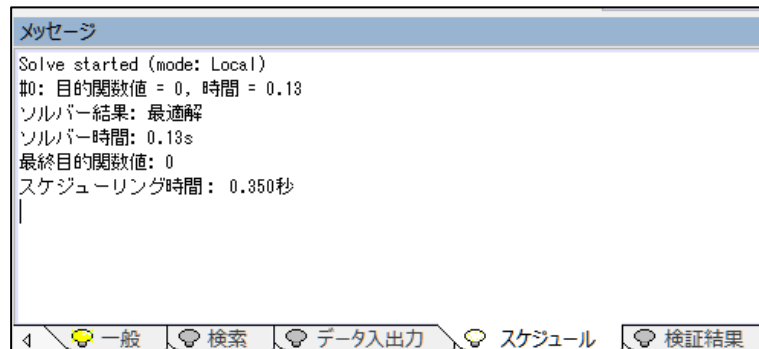 メッセージ
Solve started (mode: Local)
#0: 目的関数値 = 0, 時間 = 0.13
ソルバー結果: 最適解
ソルバー時間: 0.13s
最終目的関数値: 0
スケジューリング時間: 0.350秒
一般 検索 データ入出力 スケジュール 検証結果